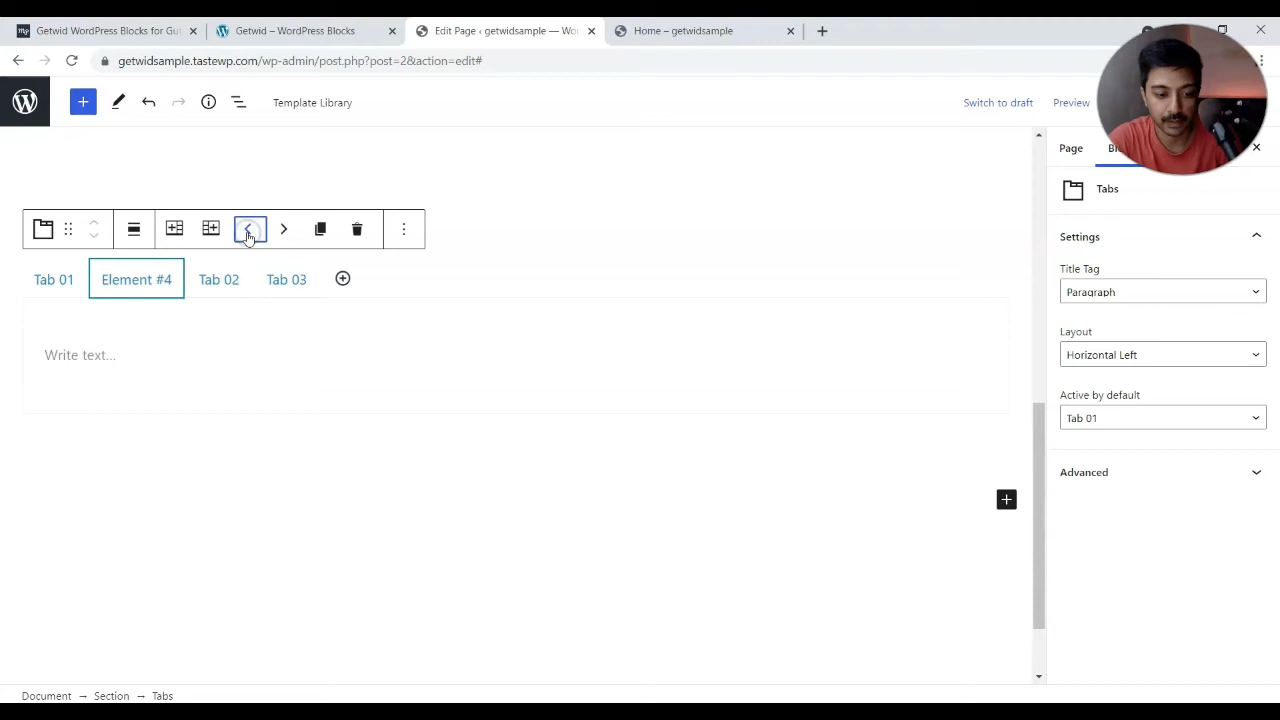 Getwid WordPress Blocks for Gut
Getwid – WordPress Blocks
Edit Page ‹ getwidsample — Wor
Home – getwidsample
getwidsample.tastewp.com/wp-admin/post.php?post=2&action=edit#
Template Library
Switch to draft
Preview
Page
Tabs
Settings
Tab 01
Element #4
Tab 02
Tab 03
Title Tag
Paragraph
Layout
Horizontal Left
Write text...
Active by default
Tab 01
Advanced
Document → Section → Tabs